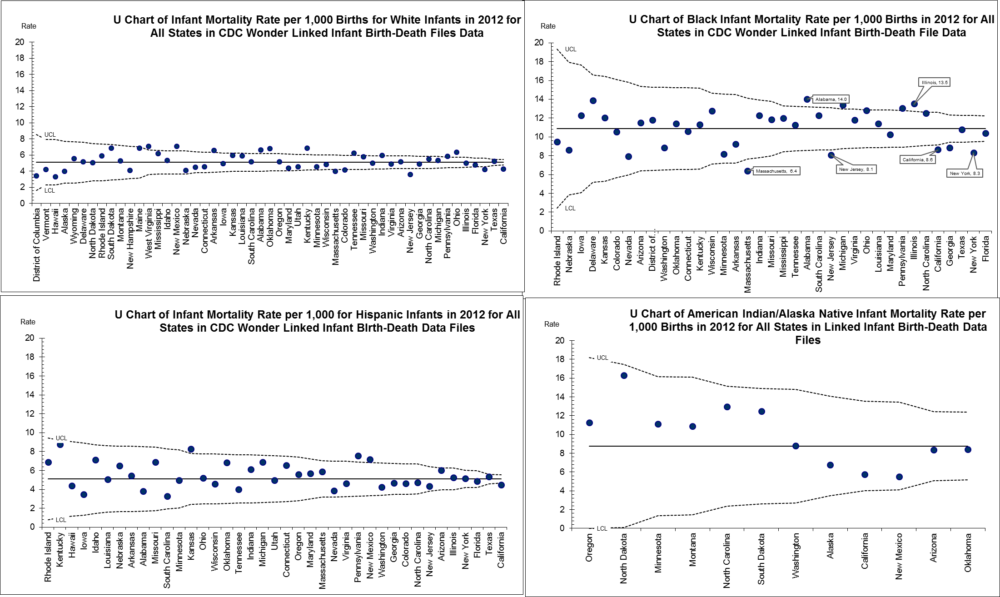 U Chart of Infant Mortality Rate per 1,000 Births for White Infants in 2012 for
All States in CDC Wonder Linked Infant Birth-Death Files Data
Rate
20
18
16
14
12
10
8
6
4
2
0
UCL
LCL
District of Columbia
Vermont
Hawaii
Alaska
Wyoming
Delaware
North Dakota
Rhode Island
South Dakota
Montana
New Hampshire
Maine
West Virginia
Mississippi
Idaho
New Mexico
Nebraska
Nevada
Connecticut
Arkansas
Iowa
Kansas
Louisiana
South Carolina
Alabama
Oklahoma
Oregon
Maryland
Utah
Kentucky
Minnesota
Wisconsin
Massachusetts
Colorado
Tennessee
Missouri
Washington
Indiana
Virginia
Arizona
New Jersey
Georgia
North Carolina
Michigan
Pennsylvania
Ohio
Illinois
Florida
New York
Texas
California
U Chart of Black Infant Mortality Rate per 1,000 Births in 2012 for All
States in CDC Wonder Linked Infant Birth-Death File Data
Rate
20
18
16
14
12
10
8
6
4
2
0
UCL
LCL
Illinois, 13.5
Alabama, 14.0
Massachusetts, 6.4
New Jersey, 8.1
California, 8.6
New York, 8.3
Rhode Island
Nebraska
Iowa
Delaware
Kansas
Colorado
Nevada
Arizona
District of…
Washington
Oklahoma
Connecticut
Kentucky
Wisconsin
Minnesota
Arkansas
Massachusetts
Indiana
Missouri
Mississippi
Tennessee
Alabama
South Carolina
New Jersey
Michigan
Virginia
Ohio
Louisiana
Maryland
Pennsylvania
Illinois
North Carolina
California
Georgia
Texas
New York
Florida
U Chart of Infant Mortality Rate per 1,000 for Hispanic Infants in 2012 for All
States in CDC Wonder Linked Infant BIrth-Death Data Files
Rate
20
18
16
14
12
10
8
6
4
2
0
UCL
LCL
Rhode Island
Kentucky
Hawaii
Iowa
Idaho
Louisiana
Nebraska
Arkansas
Alabama
Missouri
South Carolina
Minnesota
Kansas
Ohio
Wisconsin
Oklahoma
Tennessee
Indiana
Michigan
Utah
Connecticut
Oregon
Maryland
Massachusetts
Nevada
Virginia
Pennsylvania
New Mexico
Washington
Georgia
Colorado
North Carolina
New Jersey
Arizona
Illinois
New York
Florida
Texas
California
U Chart of American Indian/Alaska Native Infant Mortality Rate per
1,000 Births in 2012 for All States in Linked Infant Birth-Death Data
Files
Rate
20
18
16
14
12
10
8
6
4
2
0
UCL
LCL
Oregon
North Dakota
Minnesota
Montana
North Carolina
South Dakota
Washington
Alaska
California
New Mexico
Arizona
Oklahoma